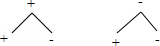 + -
+ - + -